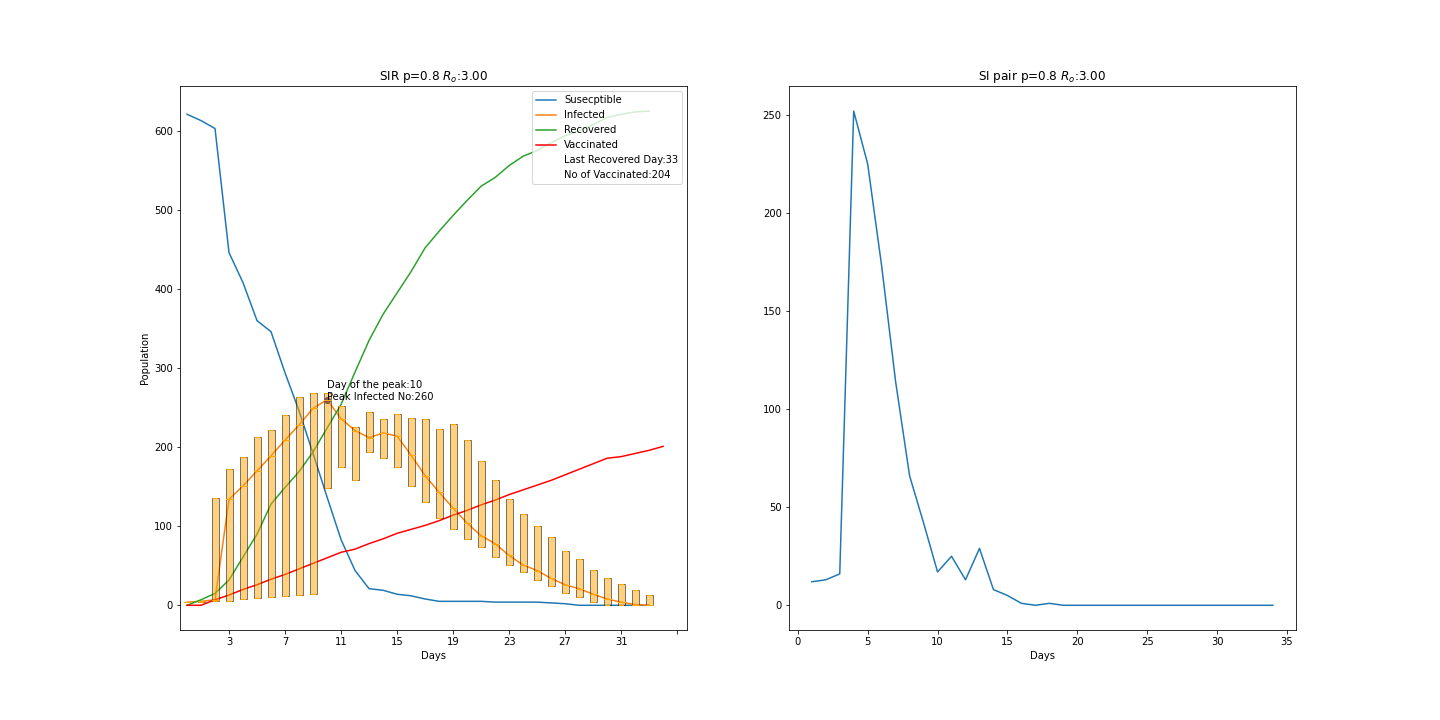 SIR p=0.8 Rₒ:3.00
Susecptible
Infected
Recovered
Vaccinated
Last Recovered Day:33
No of Vaccinated:204
Day of the peak:10
Peak Infected No:260
Population
600
500
400
300
200
100
0
3 7 11 15 19 23 27 31
Days
SI pair p=0.8 Rₒ:3.00
250
200
150
100
50
0
0 5 10 15 20 25 30 35
Days